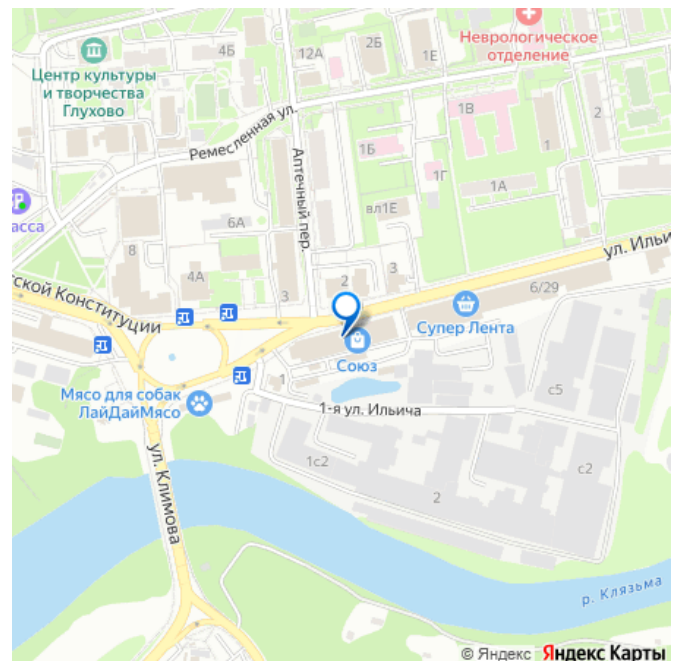 Неврологическое
отделение
Центр культуры
и творчества
Глухово
4Б
12А
2Б
1Е
Ремесленная ул.
1В
2
1
1Б
1Г
1А
Аптечный пер.
асса
6А
вл1Е
8
4А
3
2
3
ул. Ильи
6/29
тской Конституции
Супер Лента
Союз
Мясо для собак
ЛайДайМясо
1
1-я ул. Ильича
с5
ул. Климова
1с2
2
с2
р. Клязьма
© Яндекс Яндекс Карты